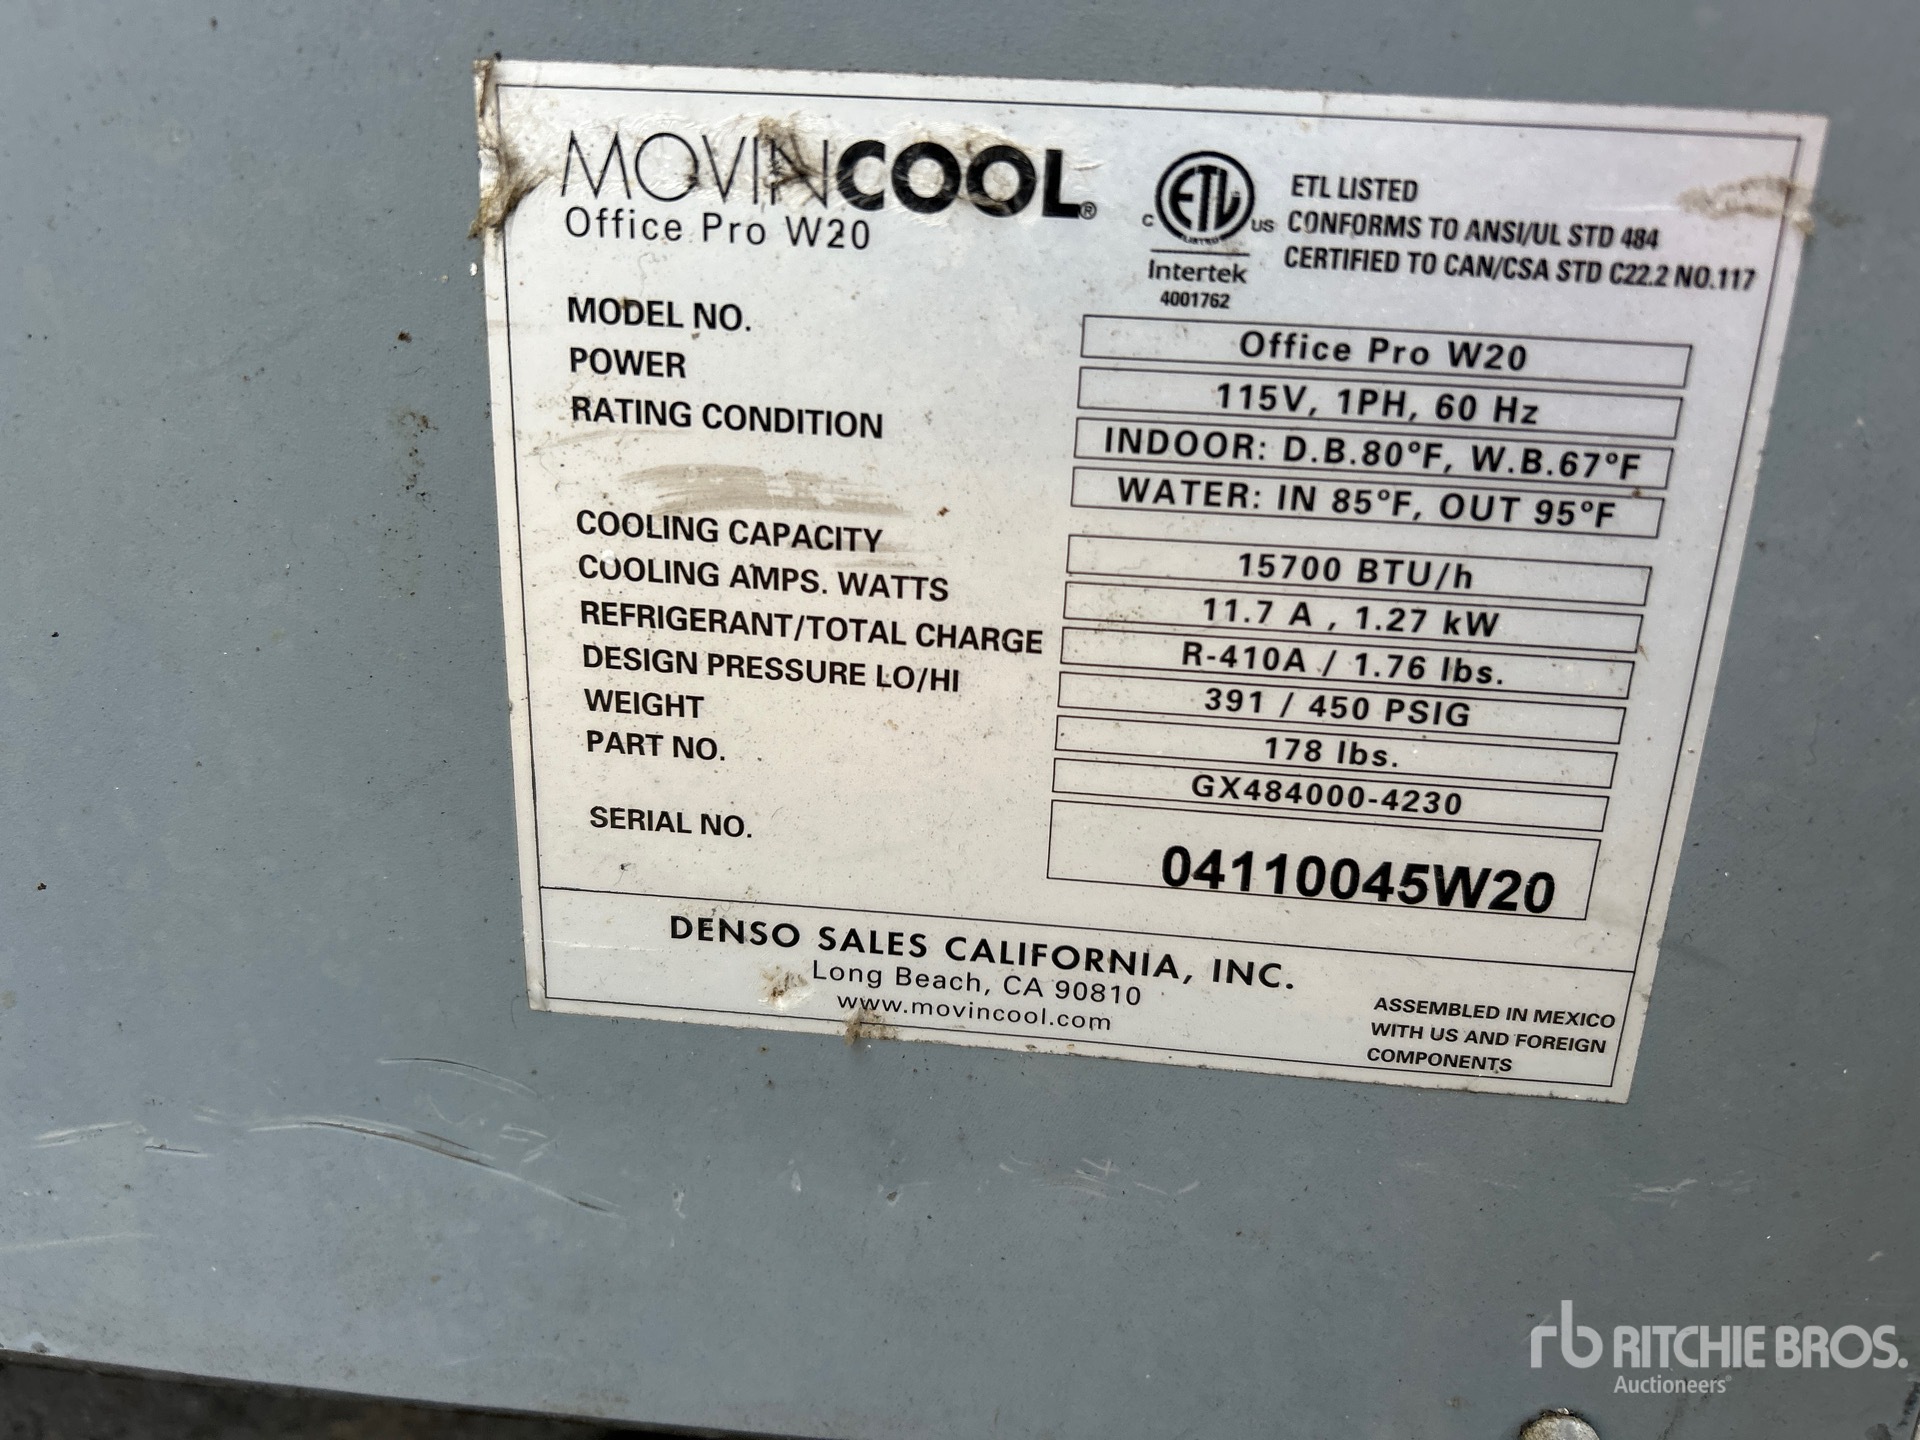 MOVINCOOL®
Office Pro W20
C ETL LISTED US
Intertek
4001762
ETL LISTED
CONFORMS TO ANSI/UL STD 484
CERTIFIED TO CAN/CSA STD C22.2 NO.117
MODEL NO. Office Pro W20
POWER 115V, 1PH, 60 Hz
RATING CONDITION INDOOR: D.B.80°F, W.B.67°F
WATER: IN 85°F, OUT 95°F
COOLING CAPACITY 15700 BTU/h
COOLING AMPS. WATTS 11.7 A , 1.27 kW
REFRIGERANT/TOTAL CHARGE R-410A / 1.76 lbs.
DESIGN PRESSURE LO/HI 391 / 450 PSIG
WEIGHT 178 lbs.
PART NO. GX484000-4230
SERIAL NO. 04110045W20
DENSO SALES CALIFORNIA, INC.
Long Beach, CA 90810
www.movincool.com
ASSEMBLED IN MEXICO
WITH US AND FOREIGN
COMPONENTS
rb RITCHIE BROS.
Auctioneers